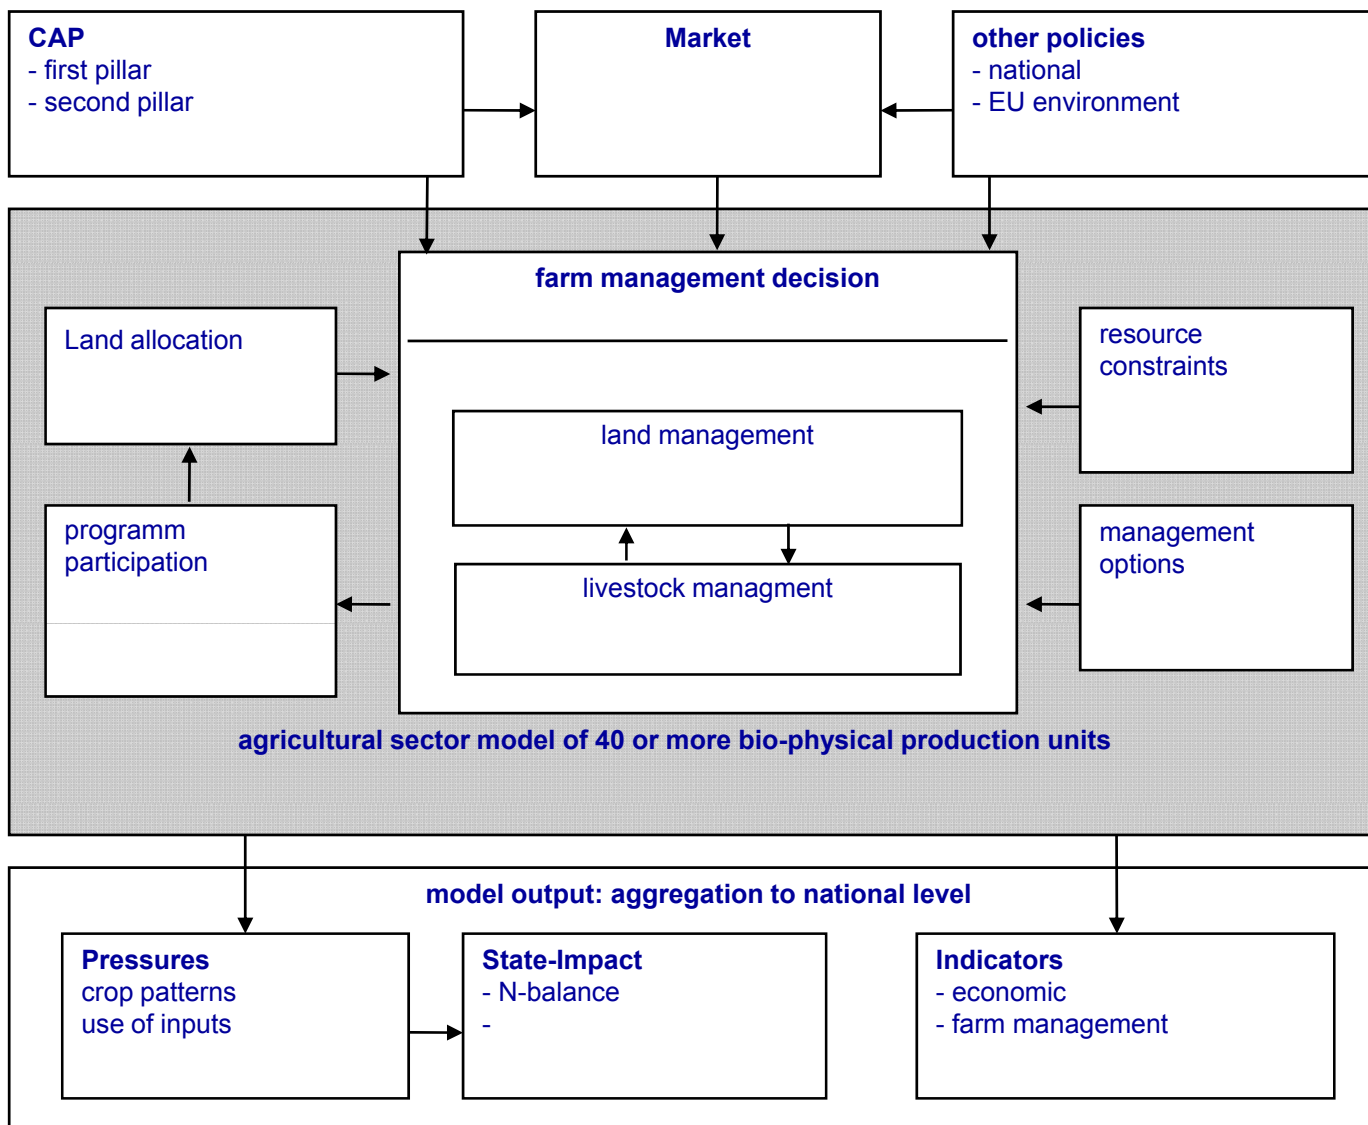 CAP
- first pillar
- second pillar
Market
other policies
- national
- EU environment
farm management decision
Land allocation
resource
constraints
land management
programm
participation
management
options
livestock managment
agricultural sector model of 40 or more bio-physical production units
model output: aggregation to national level
Pressures
crop patterns
use of inputs
State-Impact
- N-balance
-
Indicators
- economic
- farm management